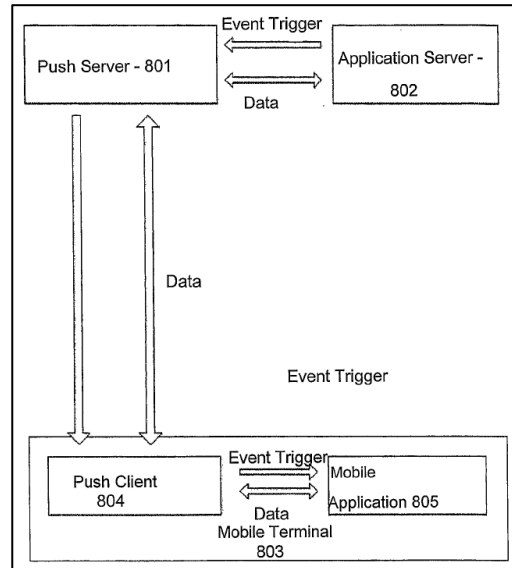 Event Trigger
Push Server - 801
Application Server -
802
Data
Data
Event Trigger
Event Trigger
Push Client
804
Mobile
Application 805
Data
Mobile Terminal
803